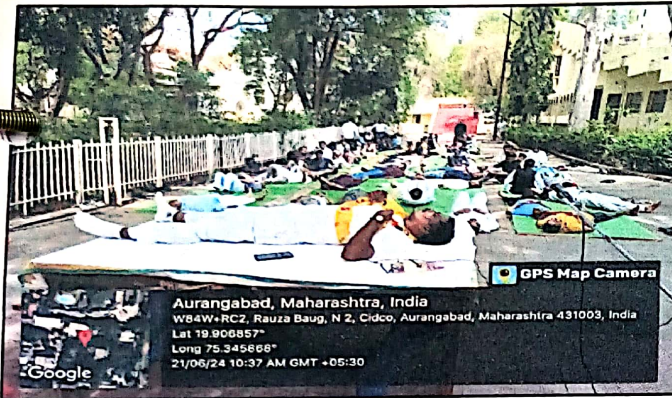 GPS Map Camera
Aurangabad, Maharashtra, India
W84W+RC2, Rauza Baug, N 2, Cidco, Aurangabad, Maharashtra 431003, India
Lat 19.906857°
Long 75.345868°
21/06/24 10:37 AM GMT +05:30
Google